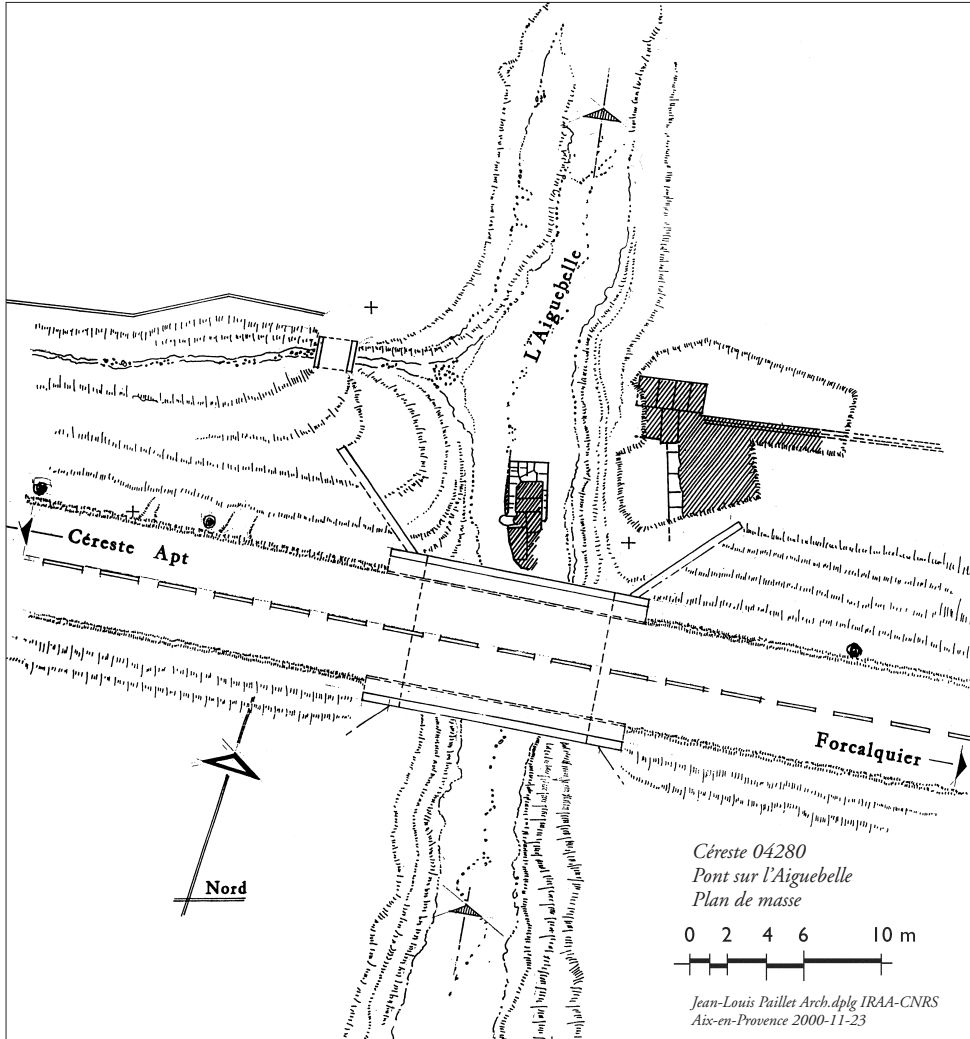 L'Aiguebelle
Céreste Apt
Forcalquier
Nord
Céreste 04280
Pont sur l'Aiguebelle
Plan de masse
0 2 4 6 10 m
Jean-Louis Paillet Arch.dplg IRAA-CNRS
Aix-en-Provence 2000-11-23